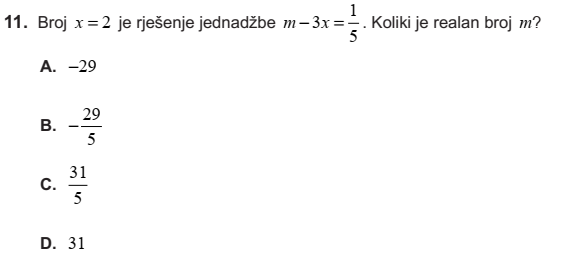 11. Broj x = 2 je rješenje jednadžbe m − 3x = 1/5. Koliki je realan broj m?
A. −29
B. −29/5
C. 31/5
D. 31